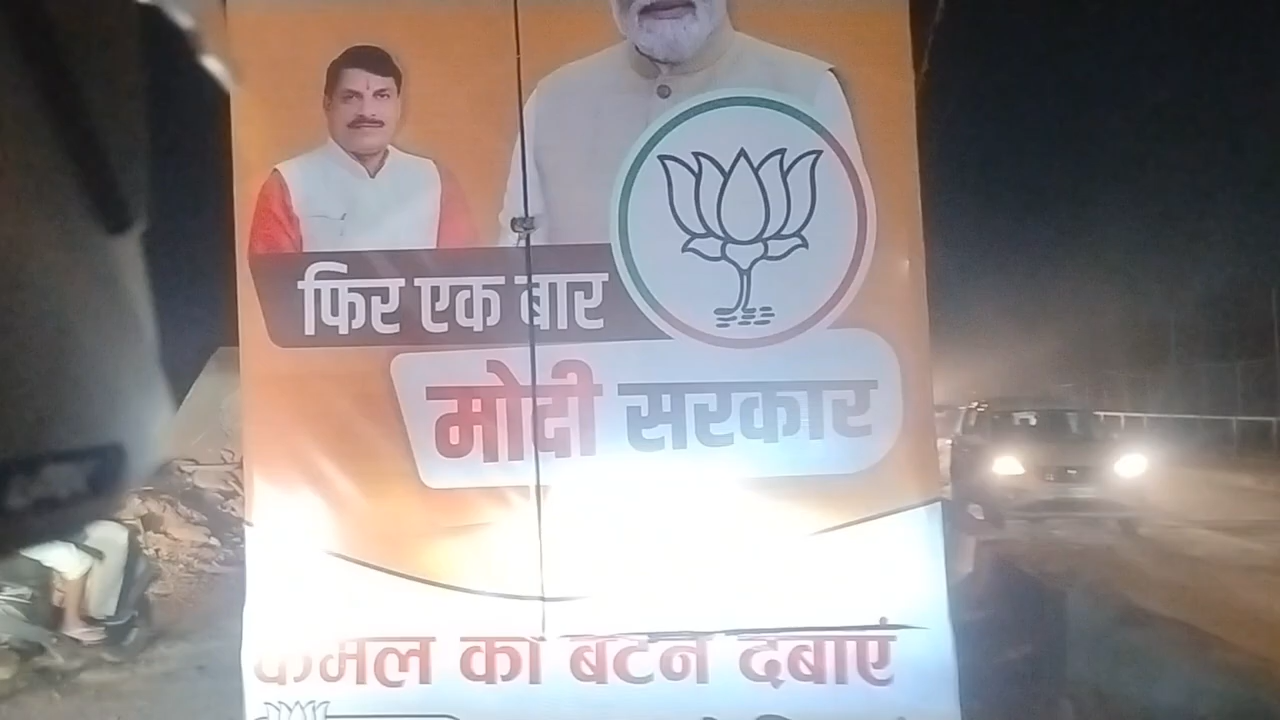 फिर एक बार
मोदी सरकार
कमल का बटन दबाएं